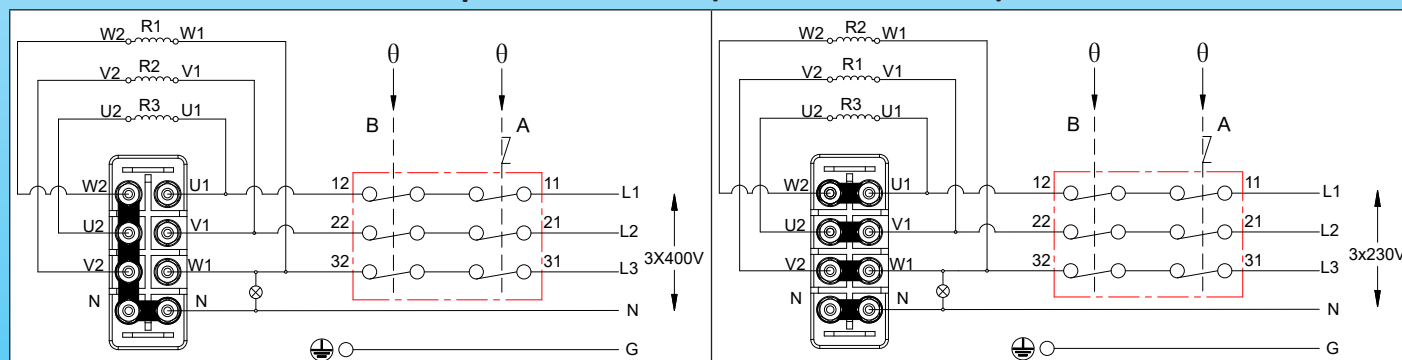 W2 R1 W1
V2 R2 V1
U2 R3 U1
θ θ
B A
W2 U1 12 11 L1
U2 V1 22 21 L2
V2 W1 32 31 L3
3X400V
N N N
G
W2 R2 W1
V2 R1 V1
U2 R3 U1
θ θ
B A
W2 U1 12 11 L1
U2 V1 22 21 L2
V2 W1 32 31 L3
3x230V
N N N
G